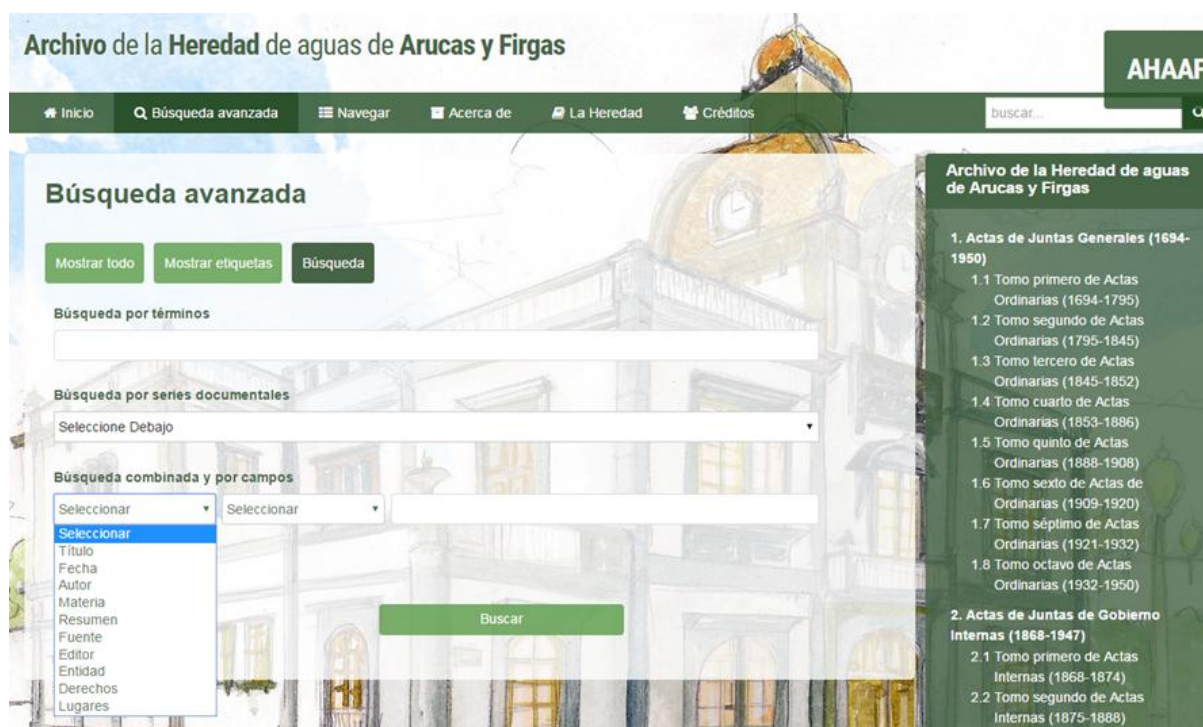 Archivo de la Heredad de aguas de Arucas y Firgas
AHAAF
Inicio
Búsqueda avanzada
Navegar
Acerca de
La Heredad
Créditos
buscar...
Búsqueda avanzada
Mostrar todo
Mostrar etiquetas
Búsqueda
Búsqueda por términos
Búsqueda por series documentales
Seleccione Debajo
Búsqueda combinada y por campos
Seleccionar
Seleccionar
Seleccionar
Título
Fecha
Autor
Materia
Resumen
Fuente
Editor
Entidad
Derechos
Lugares
Buscar
Archivo de la Heredad de aguas
de Arucas y Firgas
1. Actas de Juntas Generales (1694-
1950)
1.1 Tomo primero de Actas
Ordinarias (1694-1795)
1.2 Tomo segundo de Actas
Ordinarias (1795-1845)
1.3 Tomo tercero de Actas
Ordinarias (1845-1852)
1.4 Tomo cuarto de Actas
Ordinarias (1853-1886)
1.5 Tomo quinto de Actas
Ordinarias (1888-1908)
1.6 Tomo sexto de Actas de
Ordinarias (1909-1920)
1.7 Tomo séptimo de Actas
Ordinarias (1921-1932)
1.8 Tomo octavo de Actas
Ordinarias (1932-1950)
2. Actas de Juntas de Gobierno
Internas (1868-1947)
2.1 Tomo primero de Actas
Internas (1868-1874)
2.2 Tomo segundo de Actas
Internas (1875-1888)